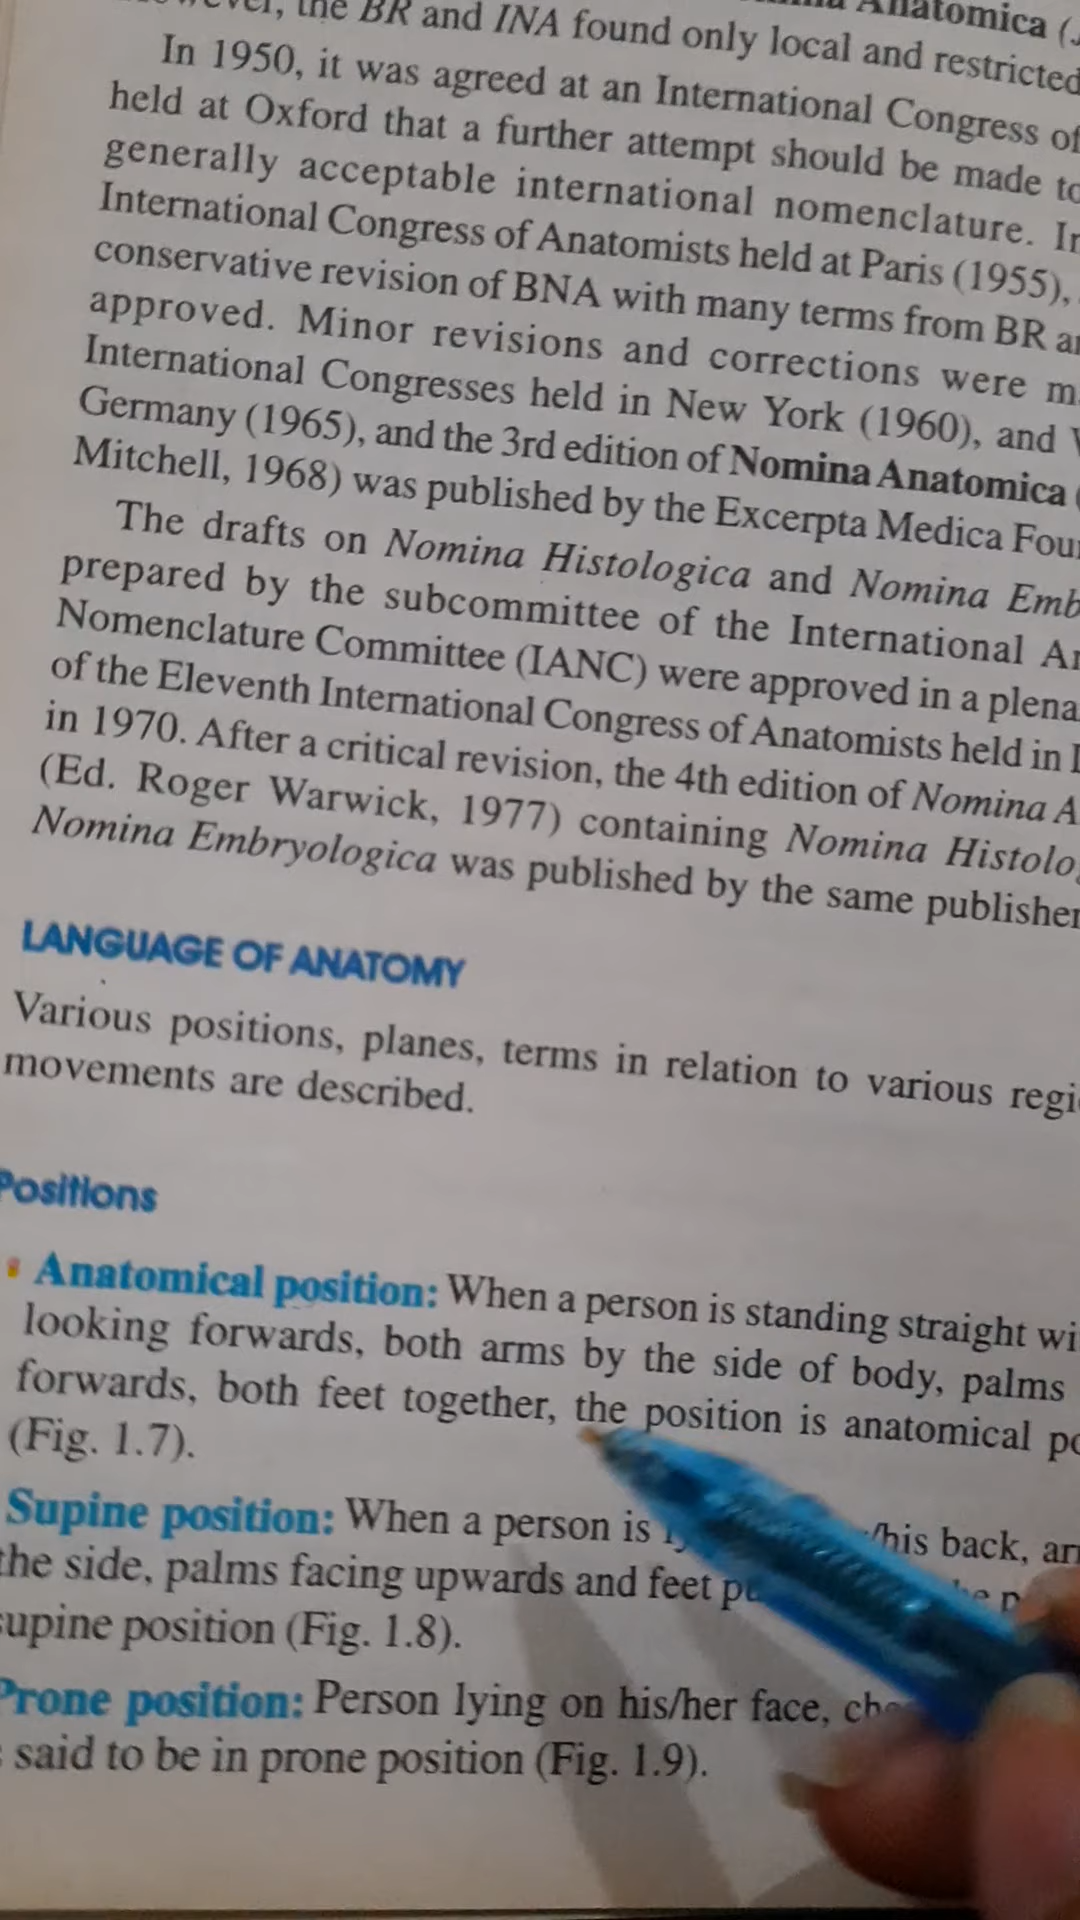 the BR and INA found only local and restricted
In 1950, it was agreed at an International Congress of
held at Oxford that a further attempt should be made to
generally acceptable international nomenclature. In
International Congress of Anatomists held at Paris (1955),
conservative revision of BNA with many terms from BR
approved. Minor revisions and corrections were
International Congresses held in New York (1960), and
Germany (1965), and the 3rd edition of Nomina Anatomica
Mitchell, 1968) was published by the Excerpta Medica
The drafts on Nomina Histologica and Nomina
prepared by the subcommittee of the International
Nomenclature Committee (IANC) were approved in a
of the Eleventh International Congress of Anatomists held in
in 1970. After a critical revision, the 4th edition of Nomina
(Ed. Roger Warwick, 1977) containing Nomina
Nomina Embryologica was published by the same publisher
LANGUAGE OF ANATOMY
Various positions, planes, terms in relation to various
movements are described.
Positions
Anatomical position: When a person is standing straight
looking forwards, both arms by the side of body, palms
forwards, both feet together, the position is anatomical
(Fig. 1.7).
Supine position: When a person is /his back,
the side, palms facing upwards and feet
supine position (Fig. 1.8).
Prone position: Person lying on his/her face,
said to be in prone position (Fig. 1.9).